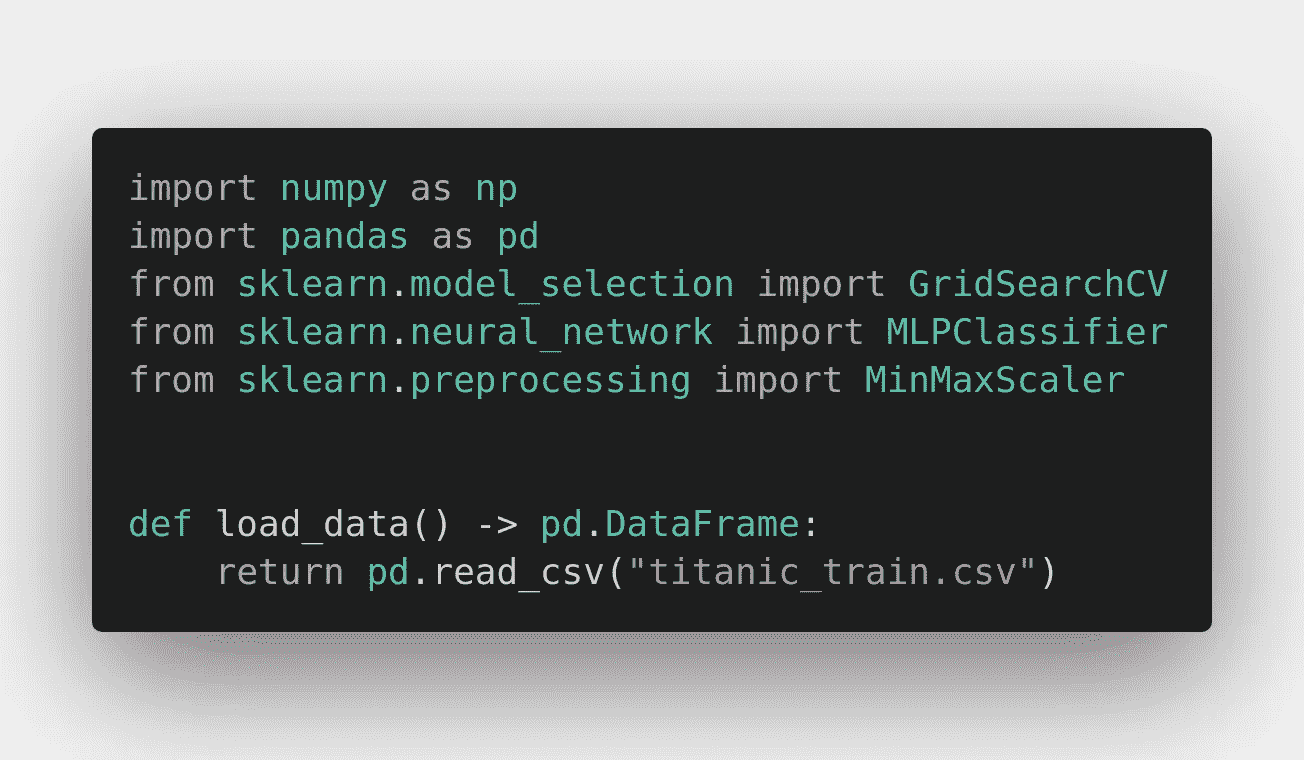 import numpy as np
import pandas as pd
from sklearn.model_selection import GridSearchCV
from sklearn.neural_network import MLPClassifier
from sklearn.preprocessing import MinMaxScaler
def load_data() -> pd.DataFrame:
    return pd.read_csv("titanic_train.csv")